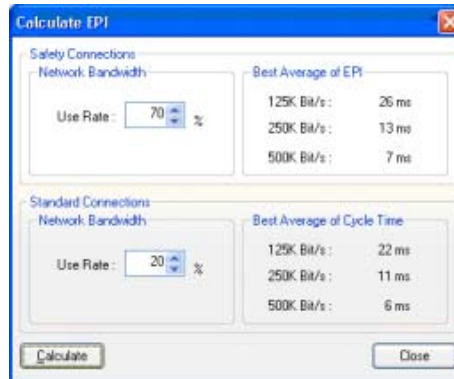 Calculate EPI
Safety Connections
Network Bandwidth
Use Rate : 70 %
Best Average of EPI
125K Bit/s : 26 ms
250K Bit/s : 13 ms
500K Bit/s : 7 ms
Standard Connections
Network Bandwidth
Use Rate : 20 %
Best Average of Cycle Time
125K Bit/s : 22 ms
250K Bit/s : 11 ms
500K Bit/s : 6 ms
Calculate
Close